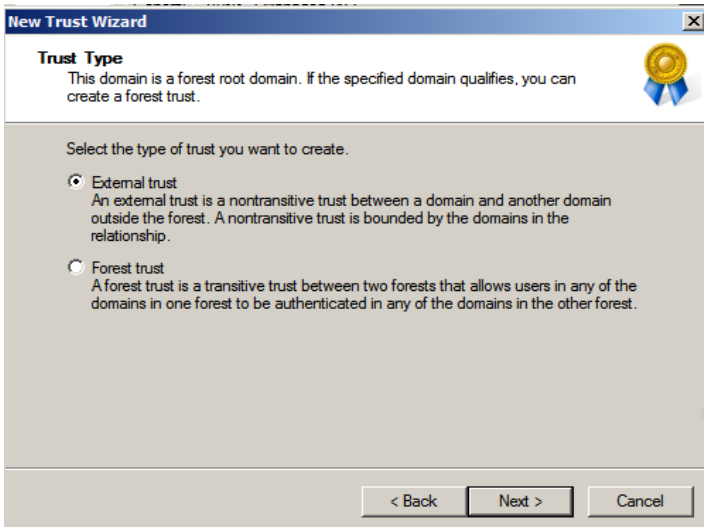 New Trust Wizard
Trust Type
This domain is a forest root domain. If the specified domain qualifies, you can
create a forest trust.
Select the type of trust you want to create.
External trust
An external trust is a nontransitive trust between a domain and another domain
outside the forest. A nontransitive trust is bounded by the domains in the
relationship.
Forest trust
A forest trust is a transitive trust between two forests that allows users in any of the
domains in one forest to be authenticated in any of the domains in the other forest.
< Back
Next >
Cancel